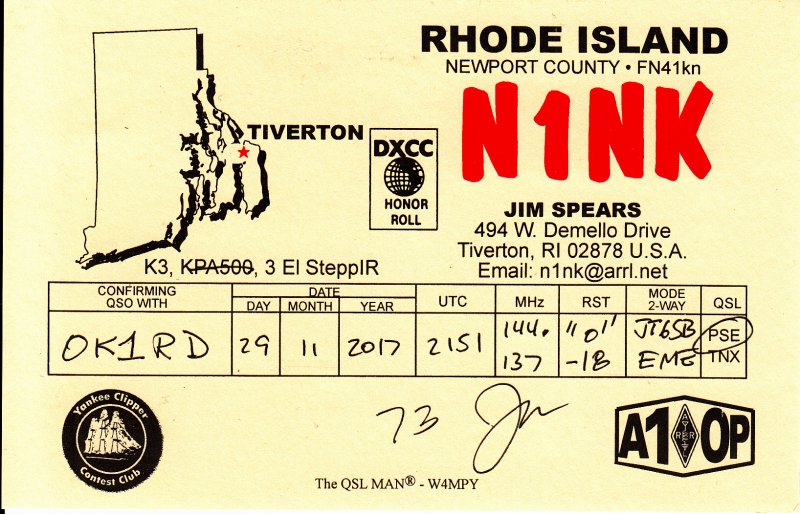 RHODE ISLAND
NEWPORT COUNTY • FN41kn
N1NK
TIVERTON
DXCC
HONOR
ROLL
JIM SPEARS
494 W. Demello Drive
Tiverton, RI 02878 U.S.A.
Email: n1nk@arrl.net
K3, KPA500, 3 El SteppIR
CONFIRMING QSO WITH DATE DAY MONTH YEAR UTC MHz RST MODE 2-WAY QSL
OK1RD 29 11 2017 2151 144. "O" JT65B PSE
137 -18 EME TNX
73 Jim
Yankee Clipper
Contest Club
A1 OP
ARRL
The QSL MAN® - W4MPY